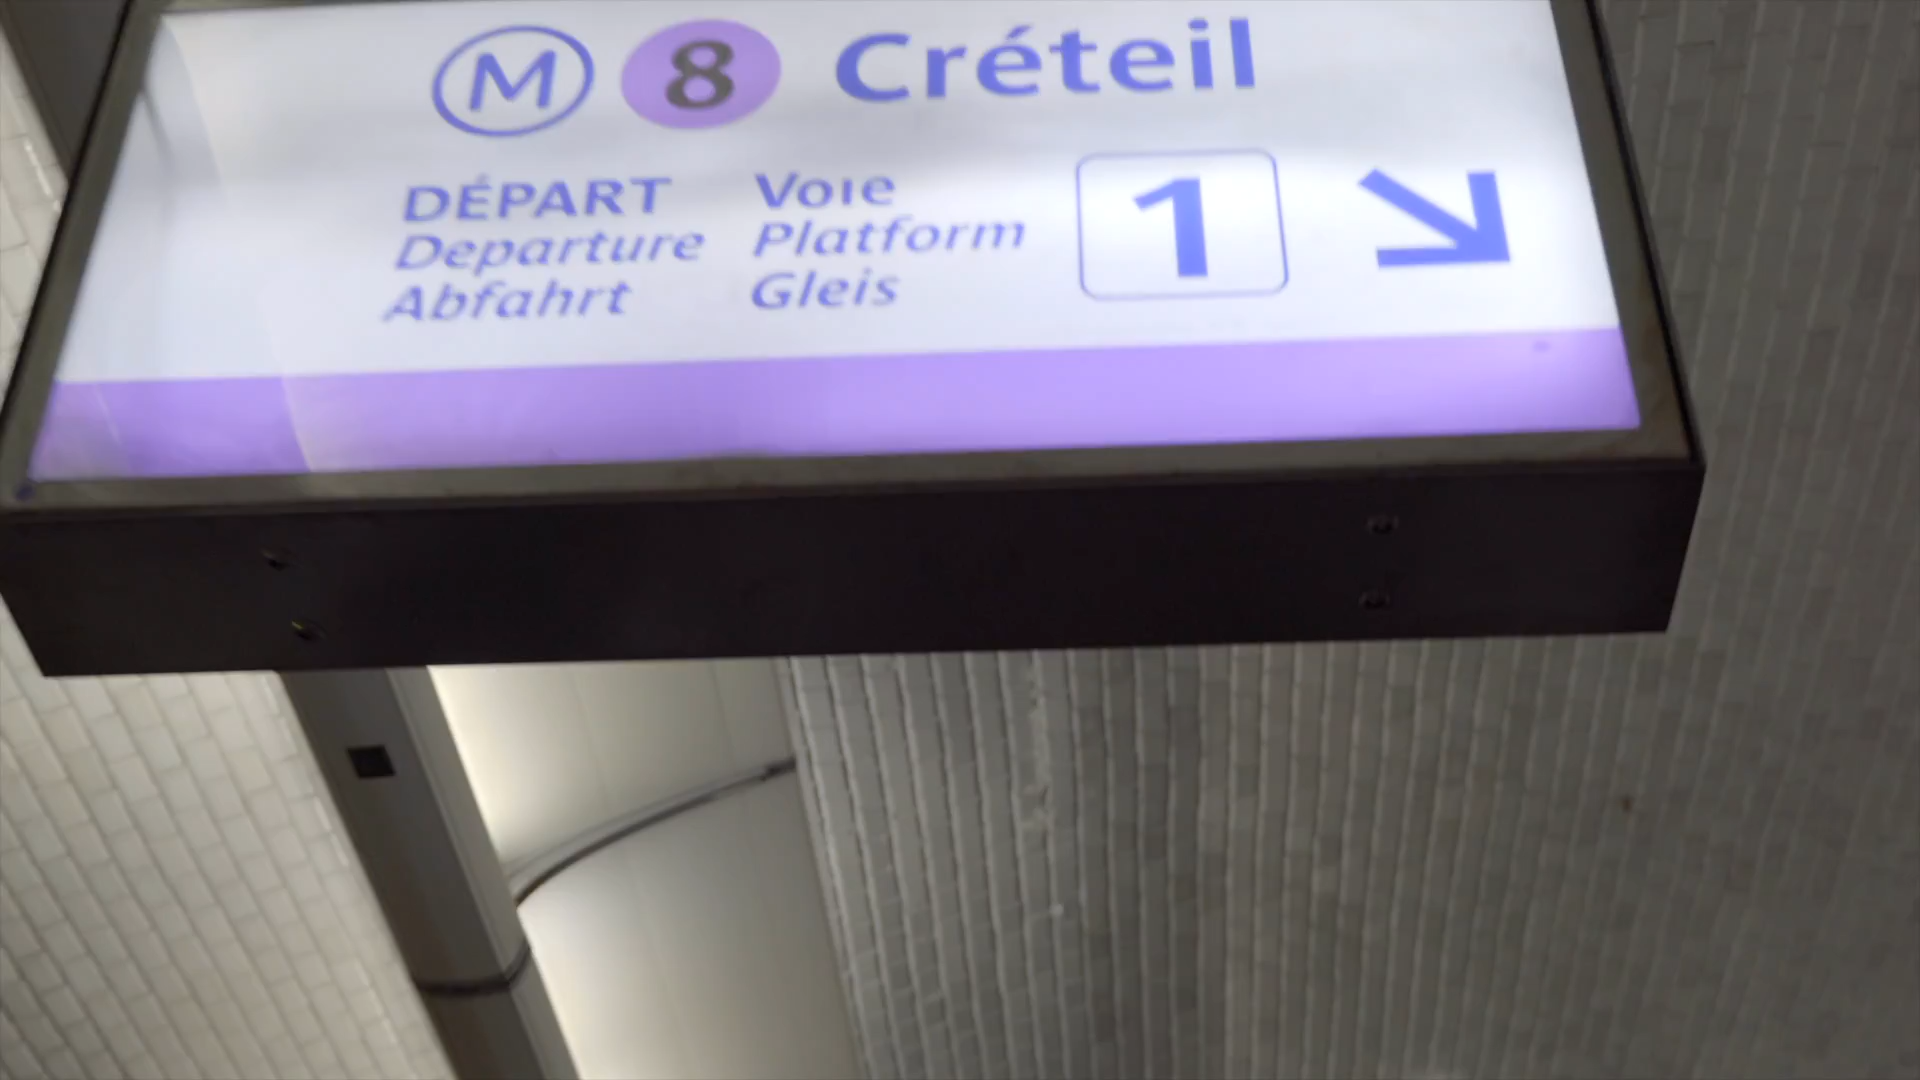 M 8 Créteil
DÉPART Voie 1
Departure Platform
Abfahrt Gleis